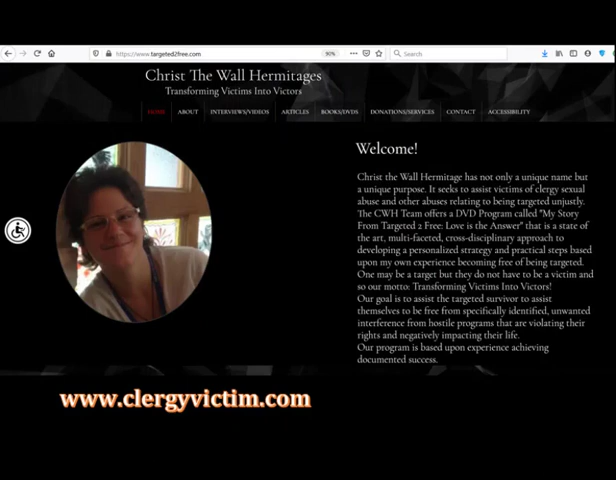 https://www.targeted2free.com
90%
Search
Christ The Wall Hermitages
Transforming Victims Into Victors
HOME ABOUT INTERVIEWS/VIDEOS ARTICLES BOOKS/DVDS DONATIONS/SERVICES CONTACT ACCESSIBILITY
Welcome!
Christ the Wall Hermitage has not only a unique name but
a unique purpose. It seeks to assist victims of clergy sexual
abuse and other abuses relating to being targeted unjustly.
The CWH Team offers a DVD Program called "My Story
From Targeted 2 Free: Love is the Answer" that is a state of
the art, multi-faceted, cross-disciplinary approach to
developing a personalized strategy and practical steps based
upon my own experience becoming free of being targeted.
One may be a target but they do not have to be a victim and
so our motto: Transforming Victims Into Victors!
Our goal is to assist the targeted survivor to assist
themselves to be free from specifically identified, unwanted
interference from hostile programs that are violating their
rights and negatively impacting their life.
Our program is based upon experience achieving
documented success.
www.clergyvictim.com